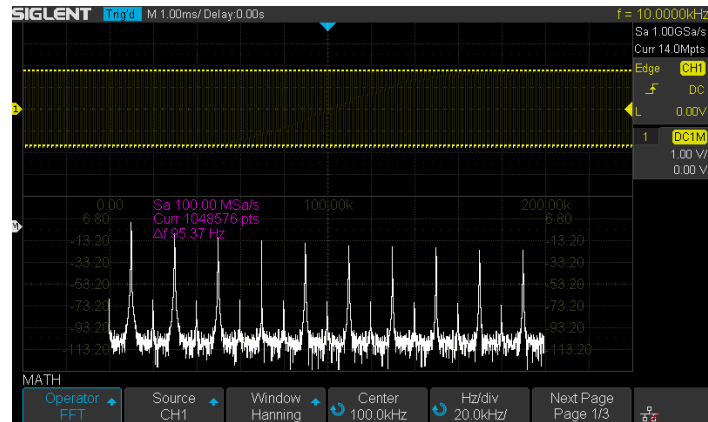 SIGLENT Trig'd M 1.00ms/ Delay:0.00s f = 10.0000kHz
Sa 1.00GSa/s
Curr 14.0Mpts
Edge CH1
DC
L 0.00V
1 DC1M
1.00 V/
0.00 V
1
M
0.00 Sa 100.00 MSa/s 100.00k 200.00k
6.80 Curr 1048576 pts 6.80
-13.20 Δf 95.37 Hz -13.20
-33.20 -33.20
-53.20 -53.20
-73.20 -73.20
-93.20 -93.20
-113.20 -113.20
MATH
Operator Source Window Center Hz/div Next Page
FFT CH1 Hanning 100.0kHz 20.0kHz/ Page 1/3